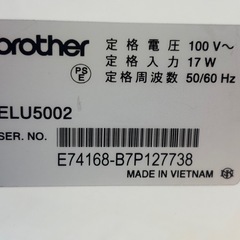 brother
定格電圧 100 V～
定格入力 17 W
定格周波数 50/60 Hz
PS
E
ELU5002
SER. NO.
E74168-B7P127738
MADE IN VIETNAM